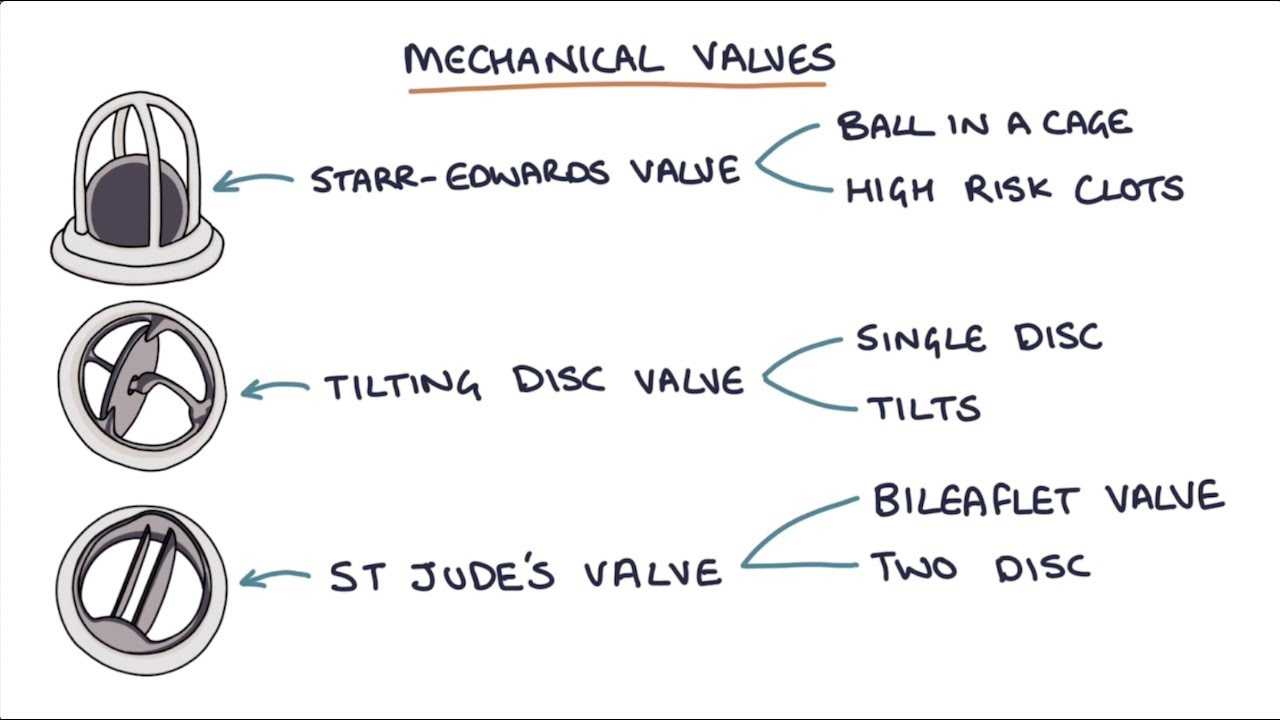 MECHANICAL VALVES
STARR-EDWARDS VALVE
BALL IN A CAGE
HIGH RISK CLOTS
TILTING DISC VALVE
SINGLE DISC
TILTS
ST JUDE'S VALVE
BILEAFLET VALVE
TWO DISC